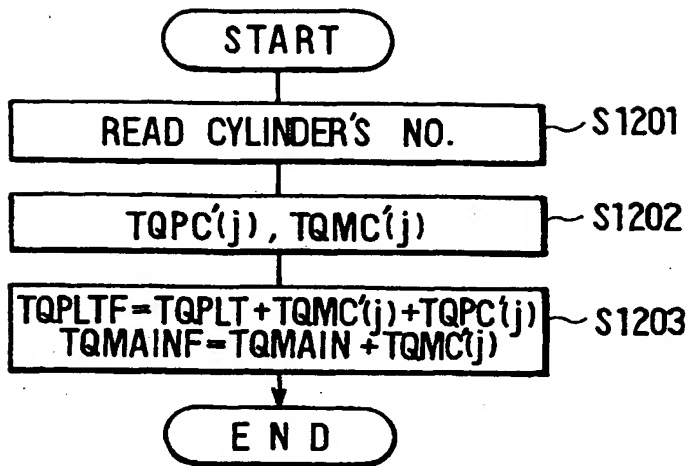 START
READ CYLINDER'S NO.
S1201
TQPC'(j), TQMC'(j)
S1202
TQPLTF=TQPLT+TQMC'(j)+TQPC'(j)
TQMAINF=TQMAIN+TQMC'(j)
S1203
END